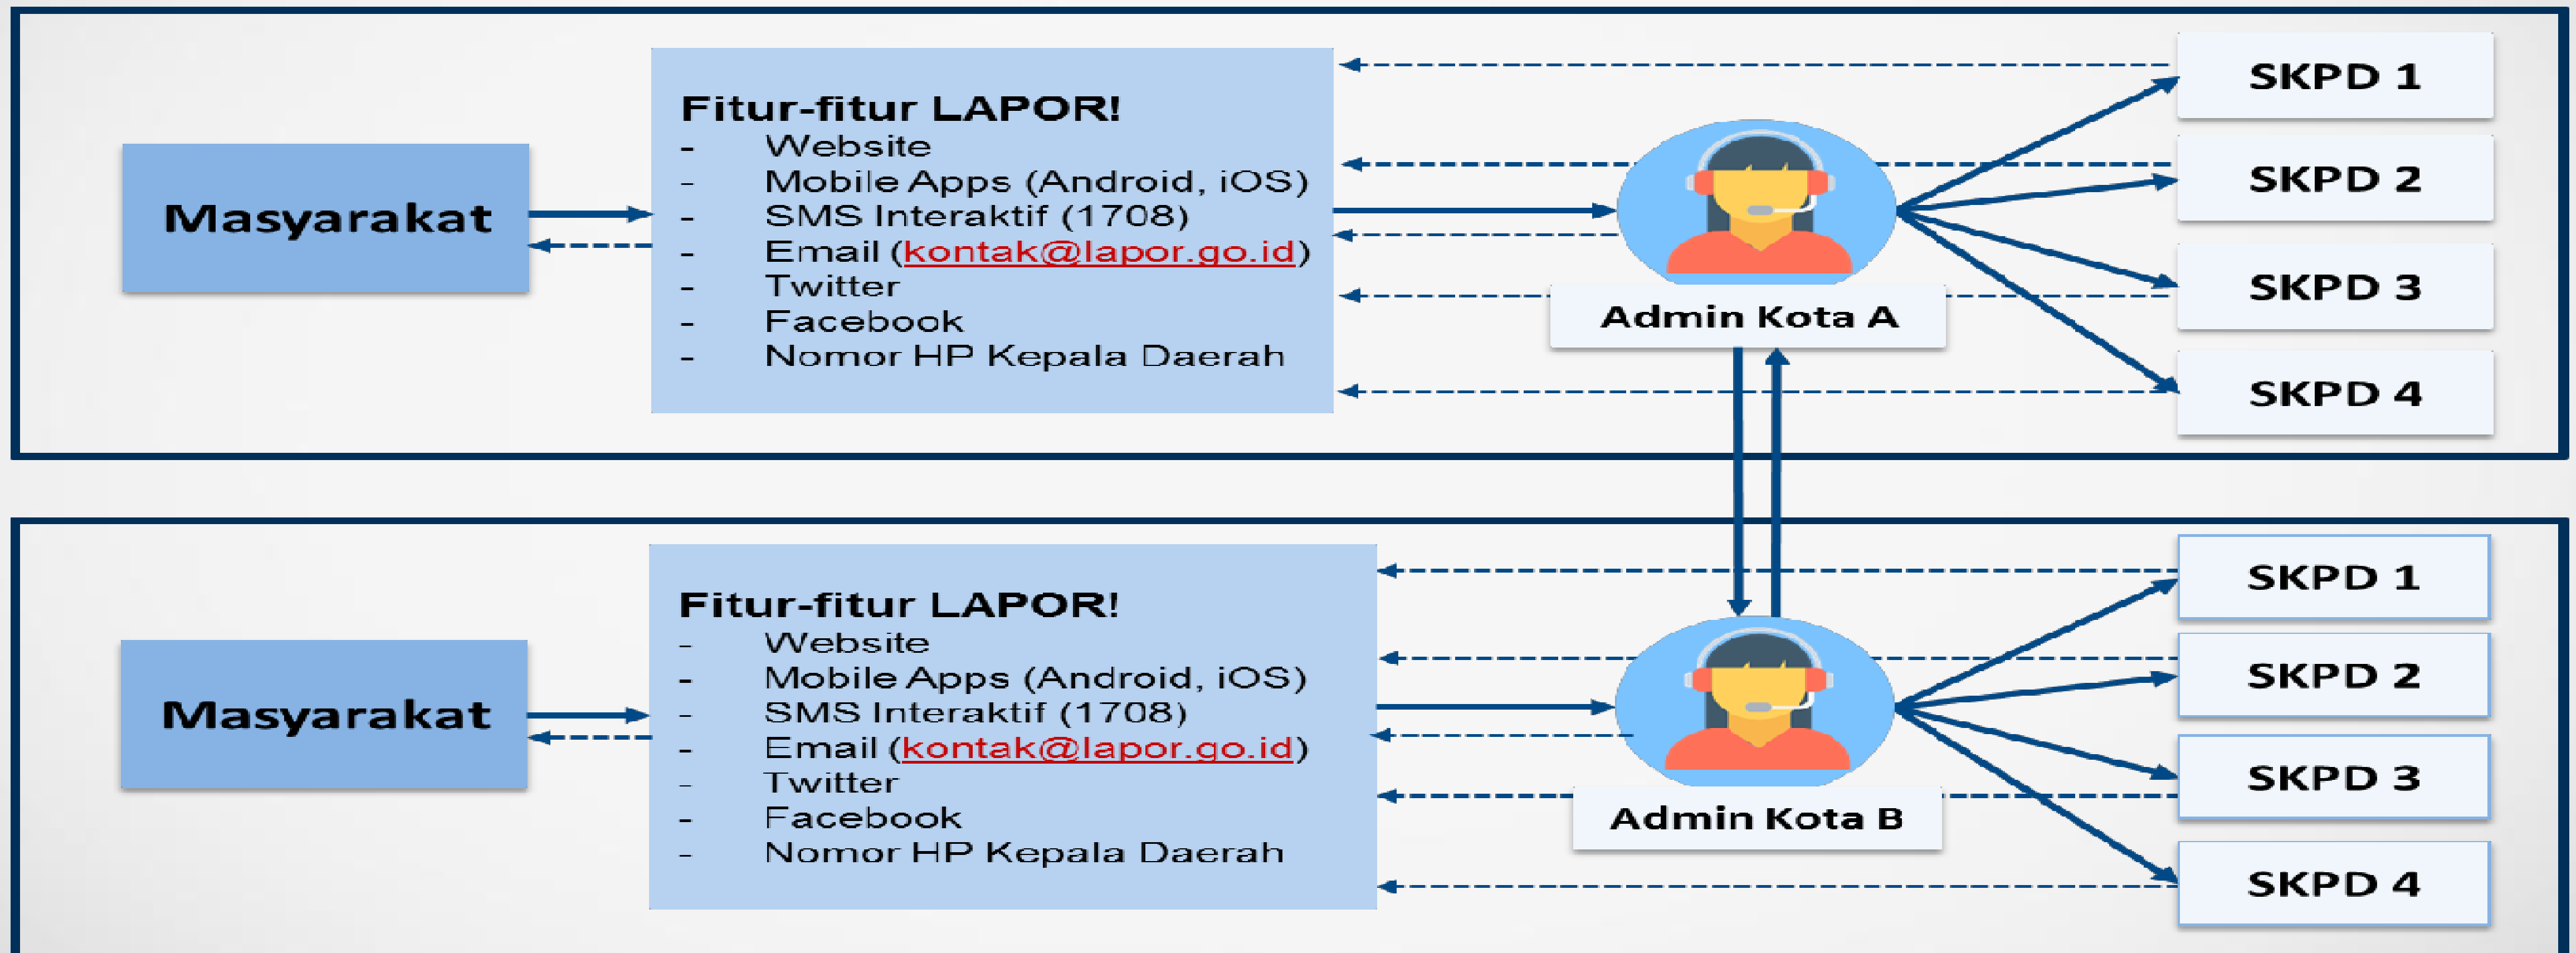 Masyarakat
Fitur-fitur LAPOR!
- Website
- Mobile Apps (Android, iOS)
- SMS Interaktif (1708)
- Email (kontak@lapor.go.id)
- Twitter
- Facebook
- Nomor HP Kepala Daerah
Admin Kota A
SKPD 1
SKPD 2
SKPD 3
SKPD 4
Masyarakat
Fitur-fitur LAPOR!
- Website
- Mobile Apps (Android, iOS)
- SMS Interaktif (1708)
- Email (kontak@lapor.go.id)
- Twitter
- Facebook
- Nomor HP Kepala Daerah
Admin Kota B
SKPD 1
SKPD 2
SKPD 3
SKPD 4